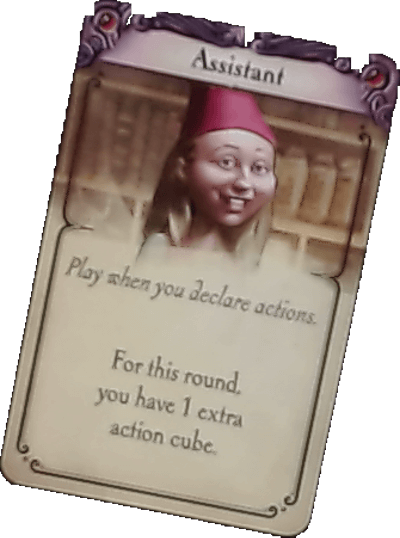 Assistant
Play when you declare actions.
For this round,
you have 1 extra
action cube.